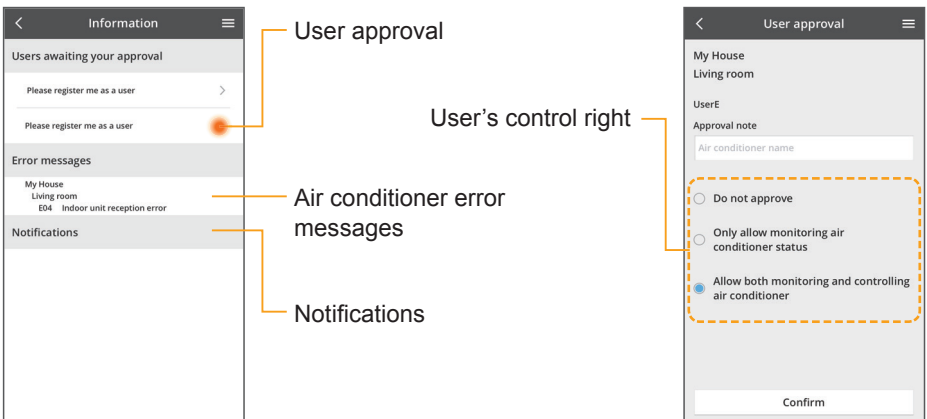 Information
Users awaiting your approval
Please register me as a user
Please register me as a user
Error messages
My House
Living room
E04 Indoor unit reception error
Notifications
User approval
Air conditioner error
messages
Notifications
User's control right
User approval
My House
Living room
UserE
Approval note
Air conditioner name
Do not approve
Only allow monitoring air
conditioner status
Allow both monitoring and controlling
air conditioner
Confirm